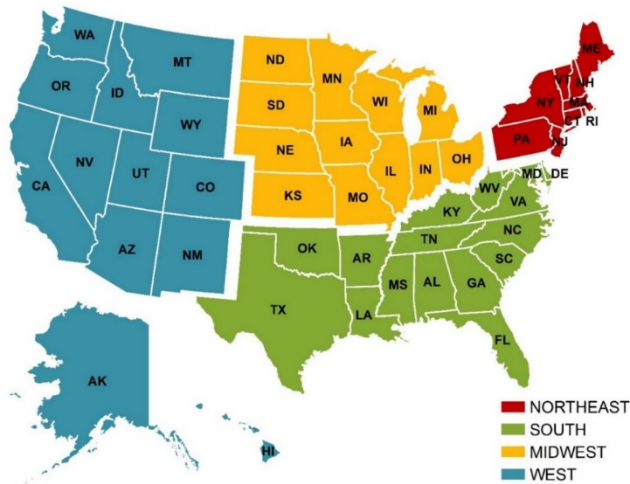 WA
MT
ND
MN
ME
OR
ID
SD
WI
MI
VT
NH
NY
MA
WY
CT
RI
NV
NE
IA
PA
NJ
CA
UT
CO
KS
MO
IL
IN
OH
MD
DE
WV
VA
KY
AZ
NM
OK
AR
TN
NC
SC
TX
LA
MS
AL
GA
FL
AK
HI
NORTHEAST
SOUTH
MIDWEST
WEST